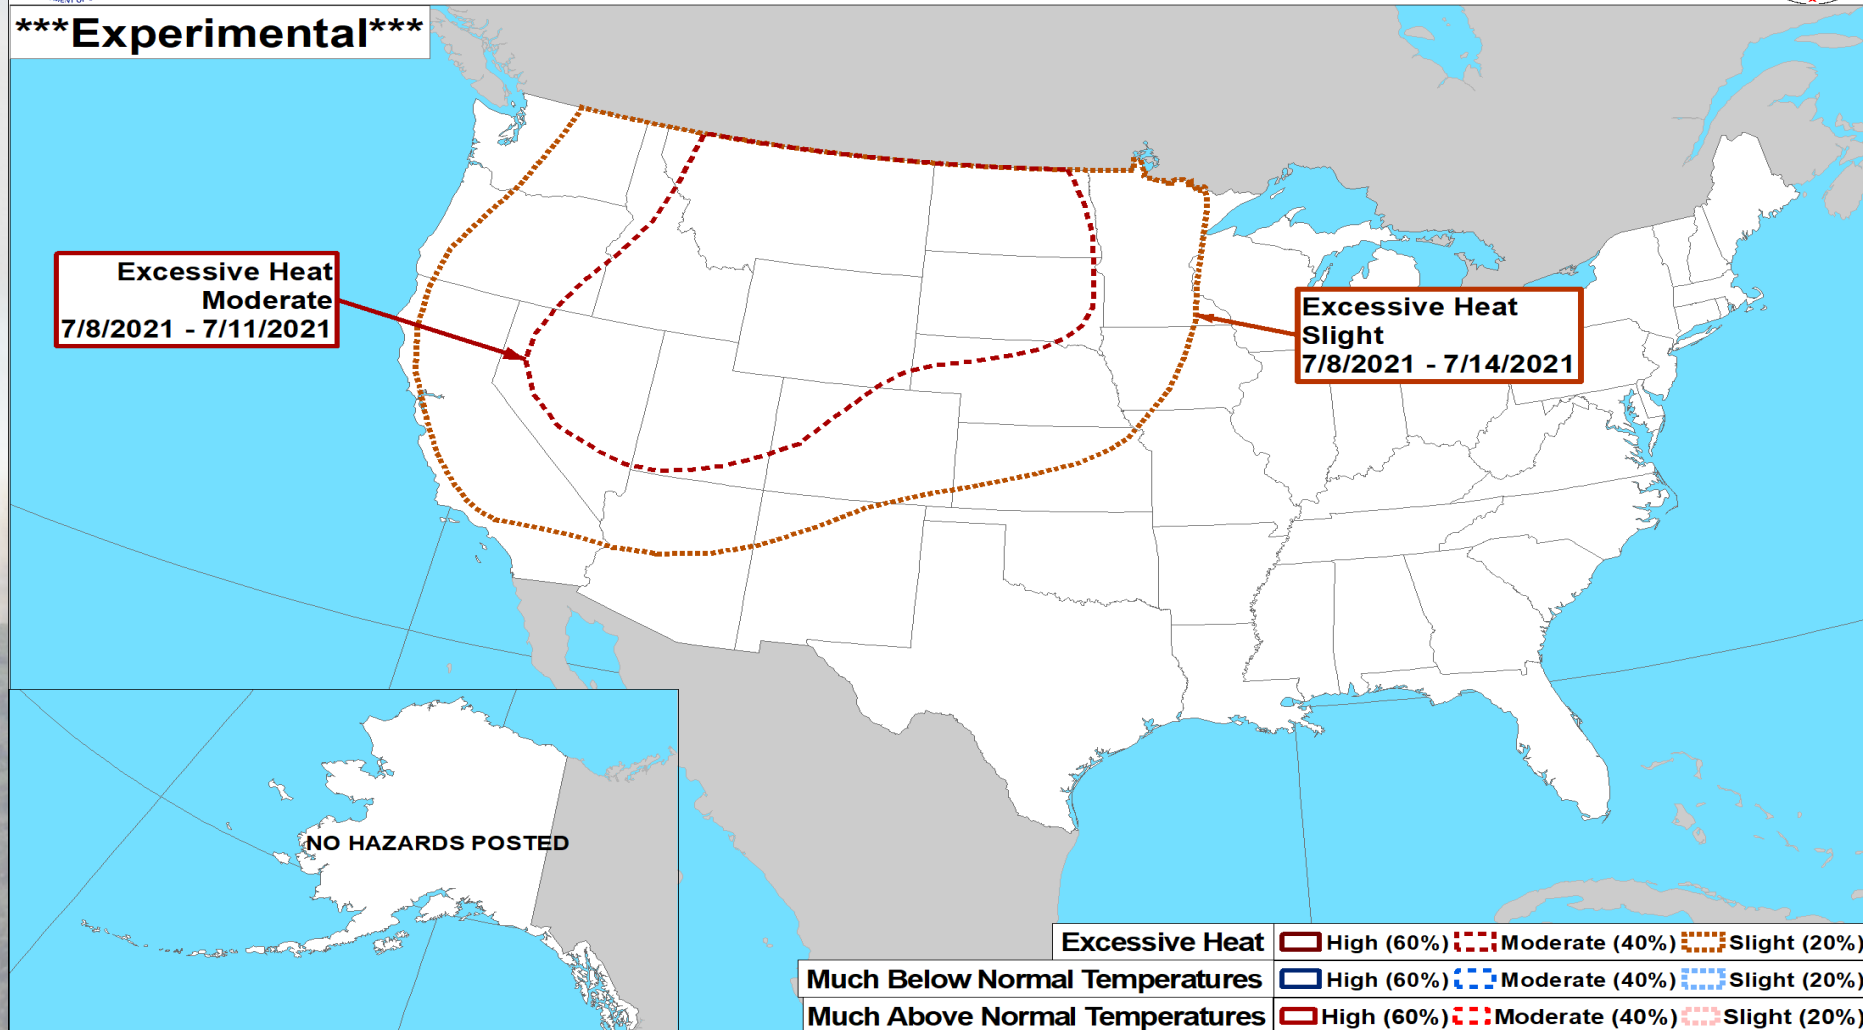 ***Experimental***
Excessive Heat
Moderate
7/8/2021 - 7/11/2021
Excessive Heat
Slight
7/8/2021 - 7/14/2021
NO HAZARDS POSTED
Excessive Heat High (60%) Moderate (40%) Slight (20%)
Much Below Normal Temperatures High (60%) Moderate (40%) Slight (20%)
Much Above Normal Temperatures High (60%) Moderate (40%) Slight (20%)